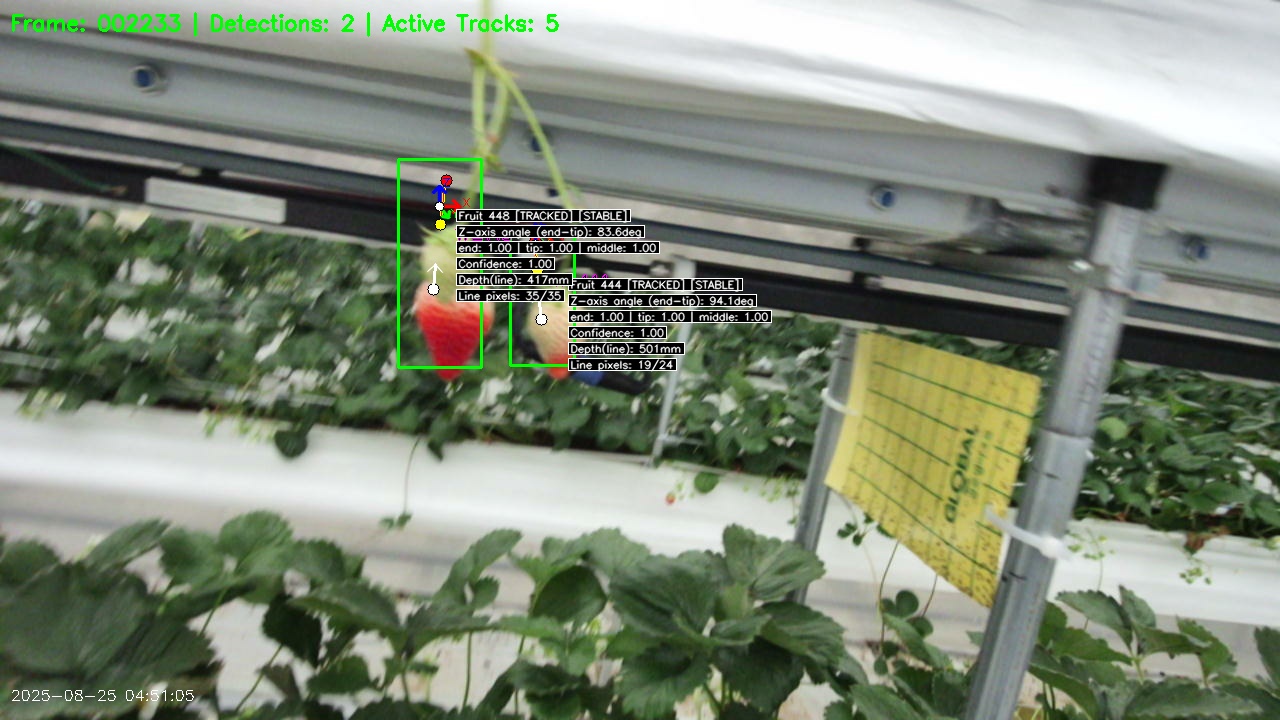 Frame: 002233 | Detections: 2 | Active Tracks: 5
Fruit 448 [TRACKED] [STABLE]
Z-axis angle (end-tip): 83.6deg
end: 1.00 | tip: 1.00 | middle: 1.00
Confidence: 1.00
Depth(line): 417mm
Line pixels: 35/35
Fruit 444 [TRACKED] [STABLE]
Z-axis angle (end-tip): 94.1deg
end: 1.00 | tip: 1.00 | middle: 1.00
Confidence: 1.00
Depth(line): 501mm
Line pixels: 19/24
GLOBAL
2025-08-25 04:51:05